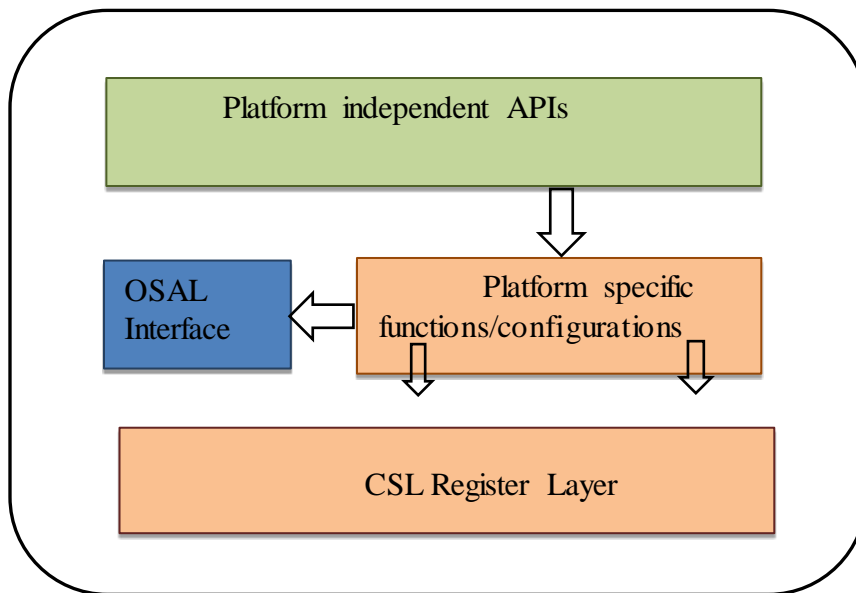 Platform independent APIs
OSAL
Interface
Platform specific
functions/configurations
CSL Register Layer